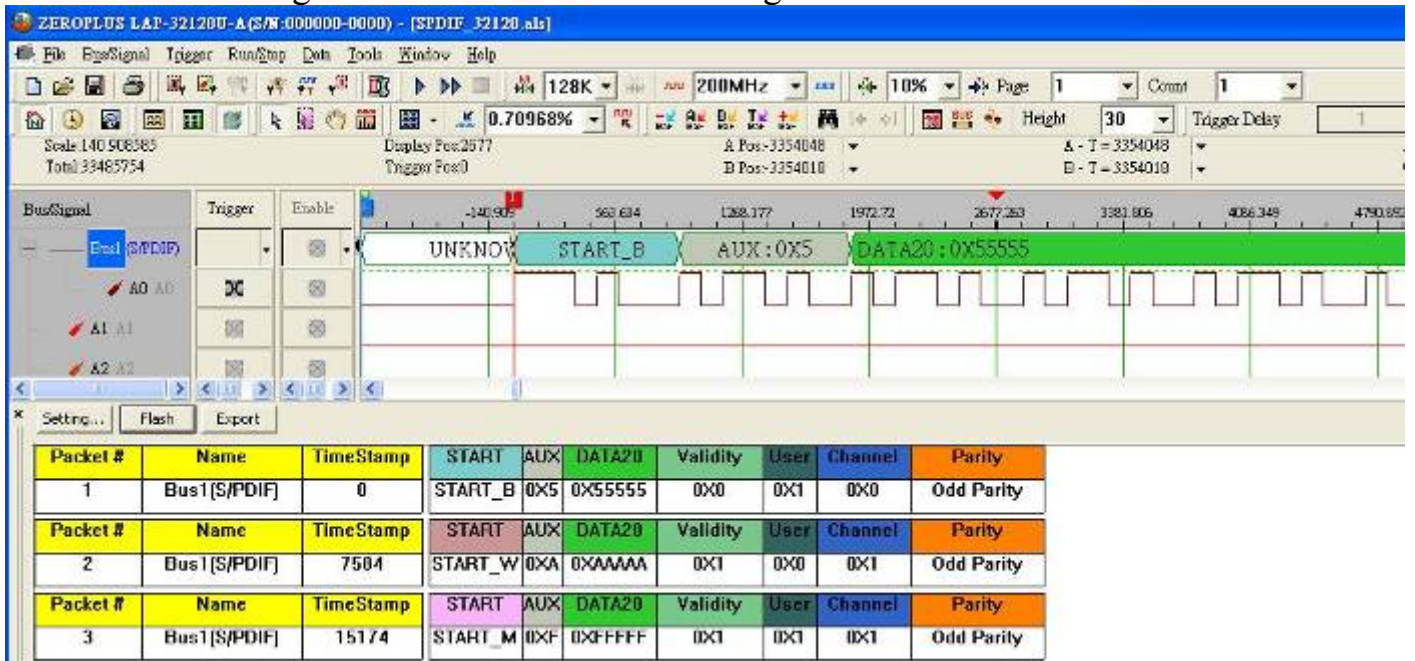 ZEROPLUS LAP-32120U-A(S/N:000000-0000) - [SPDIF_32120.als]
File Bus/Signal Trigger Run/Stop Data Tools Window Help
128K 200MHz 10% Page 1 Count 1
0.70968% Height 30 Trigger Delay 1
Scale:140.908585 Display Pos:2677 A Pos:-3354048 A - T = 3354048
Total:33485754 Trigger Pos:0 B Pos:-3354018 B - T = 3354018
Bus/Signal Trigger Enable -140.909 563.634 1268.177 1972.72 2677.263 3381.806 4086.349 4790.892
Bus1 (S/PDIF) UNKNOW START_B AUX:0X5 DATA20:0X55555
A0 A0
A1 A1
A2 A2
Setting... Flash Export
Packet # Name TimeStamp START AUX DATA20 Validity User Channel Parity
1 Bus1(S/PDIF) 0 START_B 0X5 0X55555 0X0 0X1 0X0 Odd Parity
Packet # Name TimeStamp START AUX DATA20 Validity User Channel Parity
2 Bus1(S/PDIF) 7584 START_W 0XA 0XAAAAA 0X1 0X0 0X1 Odd Parity
Packet # Name TimeStamp START AUX DATA20 Validity User Channel Parity
3 Bus1(S/PDIF) 15174 START_M 0XF 0XFFFFF 0X1 0X1 0X1 Odd Parity